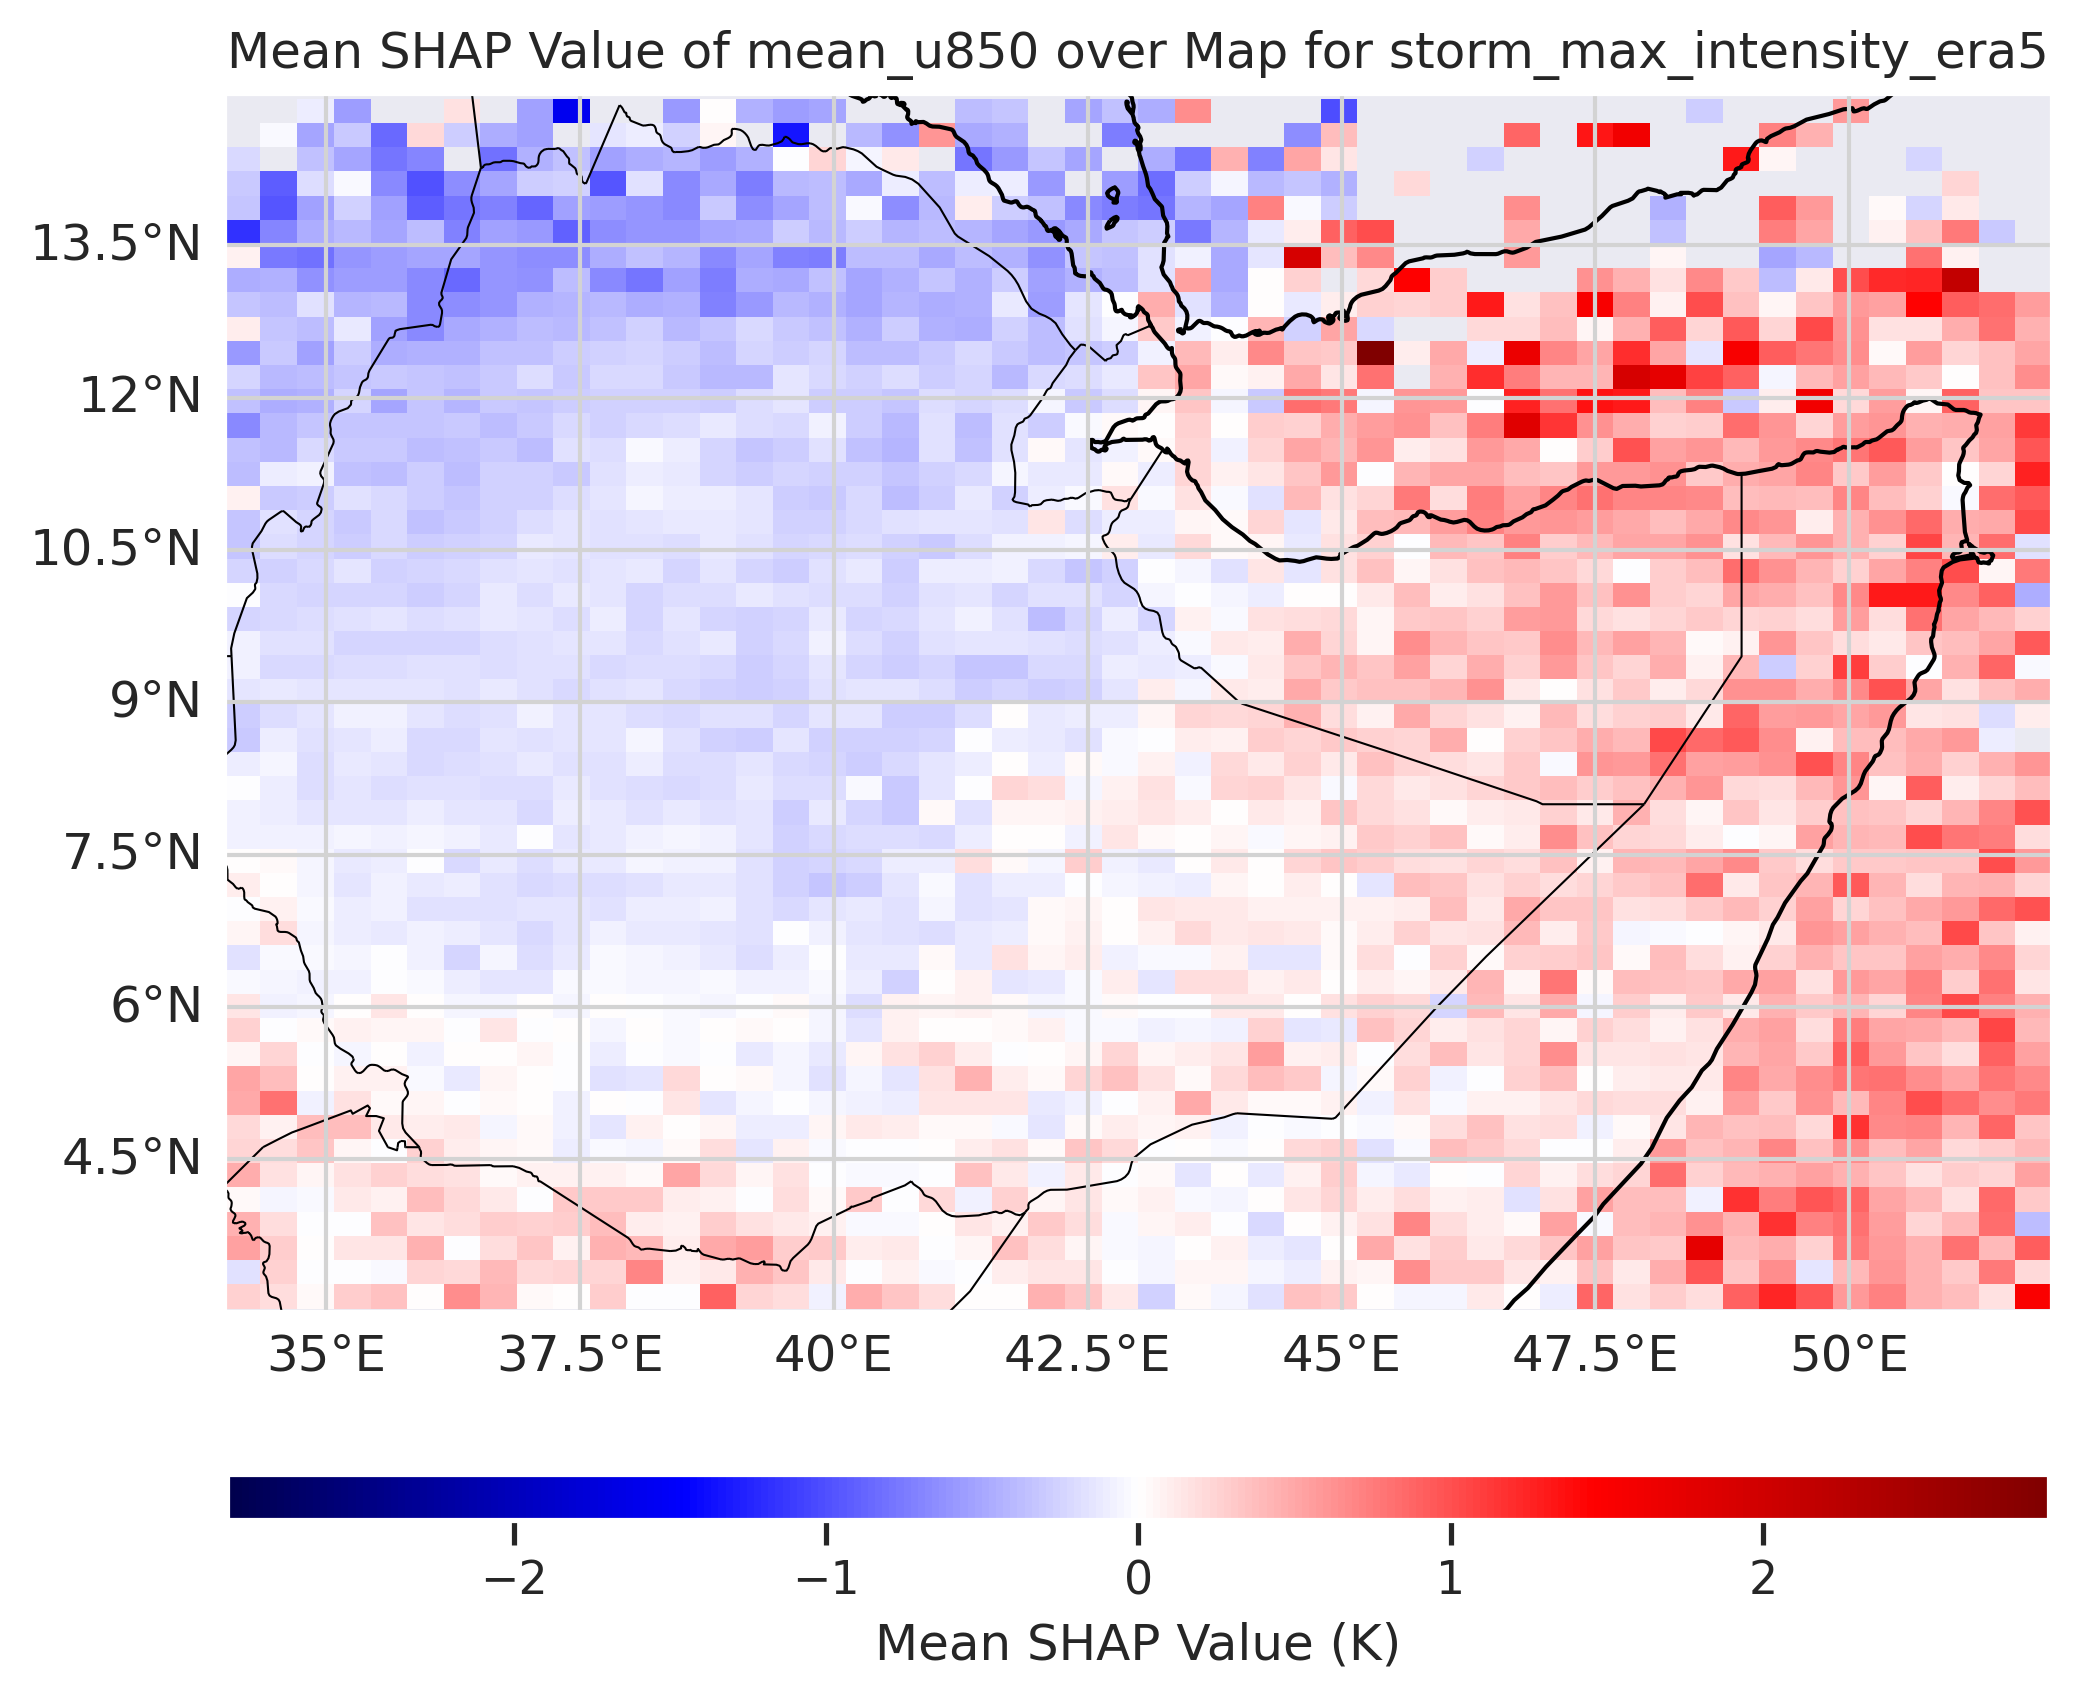 Mean SHAP Value of mean_u850 over Map for storm_max_intensity_era5
13.5°N
12°N
10.5°N
9°N
7.5°N
6°N
4.5°N
35°E 37.5°E 40°E 42.5°E 45°E 47.5°E 50°E
−2 −1 0 1 2
Mean SHAP Value (K)